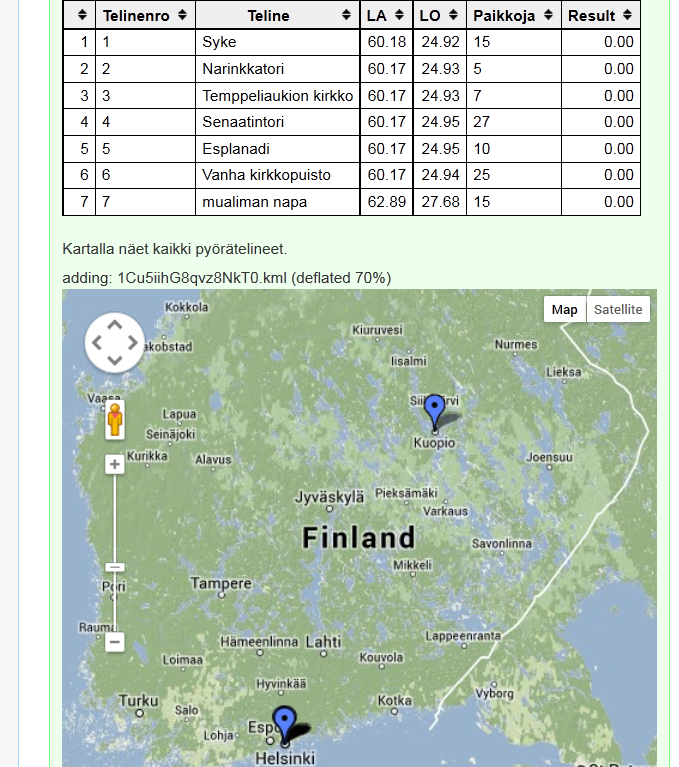 Telinenro Teline LA LO Paikkoja Result
1 1 Syke 60.18 24.92 15 0.00
2 2 Narinkkatori 60.17 24.93 5 0.00
3 3 Temppeliaukion kirkko 60.17 24.93 7 0.00
4 4 Senaatintori 60.17 24.95 27 0.00
5 5 Esplanadi 60.17 24.95 10 0.00
6 6 Vanha kirkkopuisto 60.17 24.94 25 0.00
7 7 mualiman napa 62.89 27.68 15 0.00
Kartalla näet kaikki pyörätelineet.
adding: 1Cu5iihG8qvz8NkT0.kml (deflated 70%)
Map Satellite
Kokkola
Kiuruvesi
akobstad
Nurmes
Iisalmi
Lieksa
Vaasa
Siil rvi
Lapua
Seinäjoki
Kuopio
Kurikka
Alavus
Joensuu
Jyväskylä
Pieksämäki
Varkaus
Finland
Savonlinna
Mikkeli
Tampere
Pori
Rauma
Hämeenlinna
Lahti
Lappeenranta
Loimaa
Kouvola
Hyvinkää
Vyborg
Turku
Salo
Kotka
Lohja
Espo
Helsinki